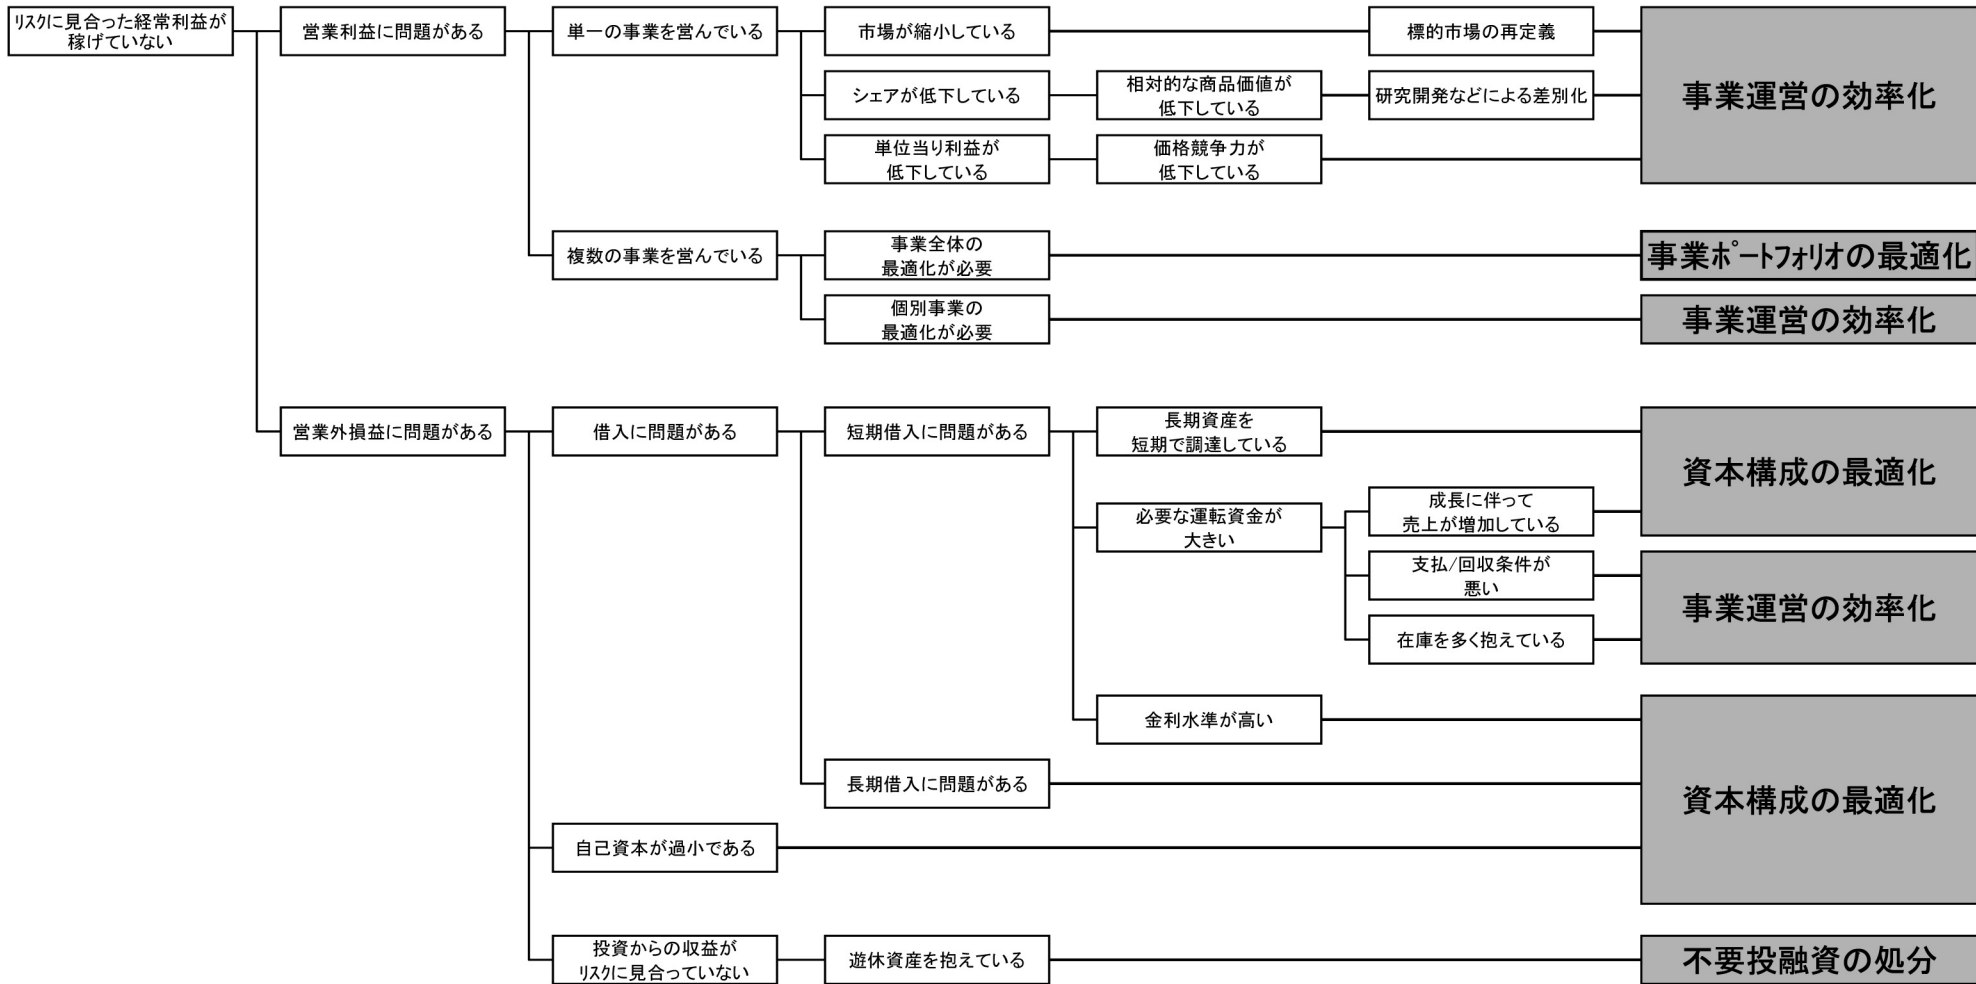 リスクに見合った経常利益が
稼げていない
営業利益に問題がある
単一の事業を営んでいる
市場が縮小している
標的市場の再定義
事業運営の効率化
シェアが低下している
相対的な商品価値が
低下している
研究開発などによる差別化
単位当り利益が
低下している
価格競争力が
低下している
複数の事業を営んでいる
事業全体の
最適化が必要
事業ポートフォリオの最適化
個別事業の
最適化が必要
事業運営の効率化
営業外損益に問題がある
借入に問題がある
短期借入に問題がある
長期資産を
短期で調達している
資本構成の最適化
必要な運転資金が
大きい
成長に伴って
売上が増加している
支払/回収条件が
悪い
事業運営の効率化
在庫を多く抱えている
金利水準が高い
長期借入に問題がある
資本構成の最適化
自己資本が過小である
投資からの収益が
リスクに見合っていない
遊休資産を抱えている
不要投融資の処分